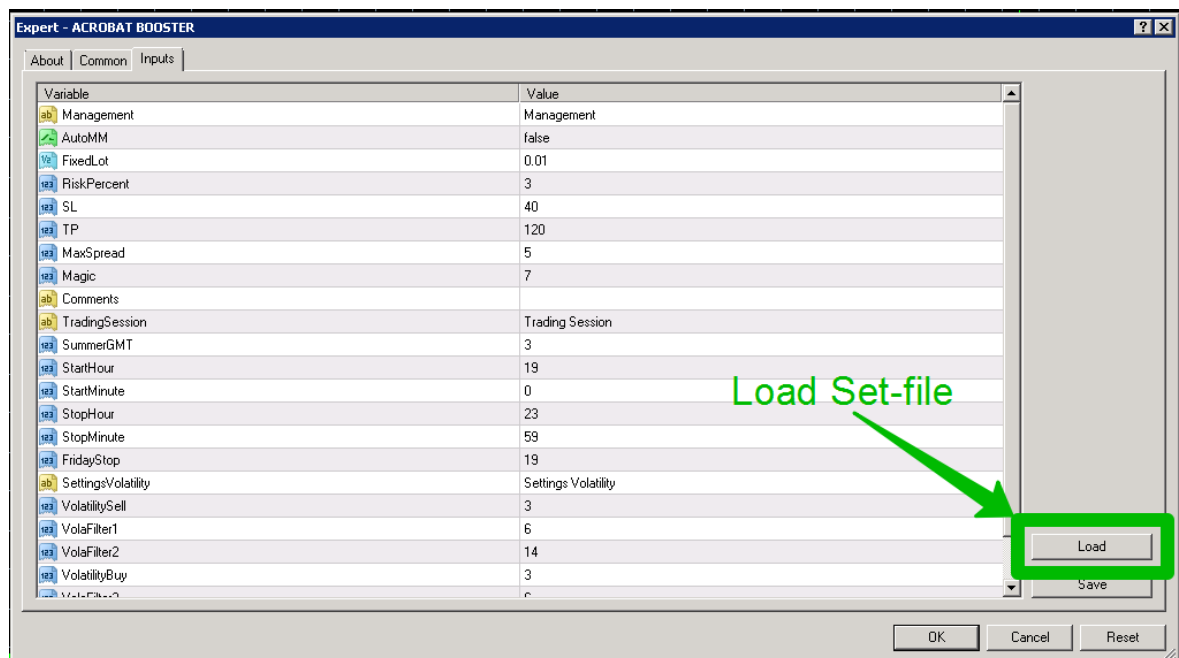 Expert - ACROBAT BOOSTER
About Common Inputs
Variable Value
Management Management
AutoMM false
FixedLot 0.01
RiskPercent 3
SL 40
TP 120
MaxSpread 5
Magic 7
Comments
TradingSession Trading Session
SummerGMT 3
StartHour 19
StartMinute 0
StopHour 23
StopMinute 59
FridayStop 19
SettingsVolatility Settings Volatility
VolatilitySell 3
VolaFilter1 6
VolaFilter2 14
VolatilityBuy 3
Load Set-file
Load
Save
OK Cancel Reset